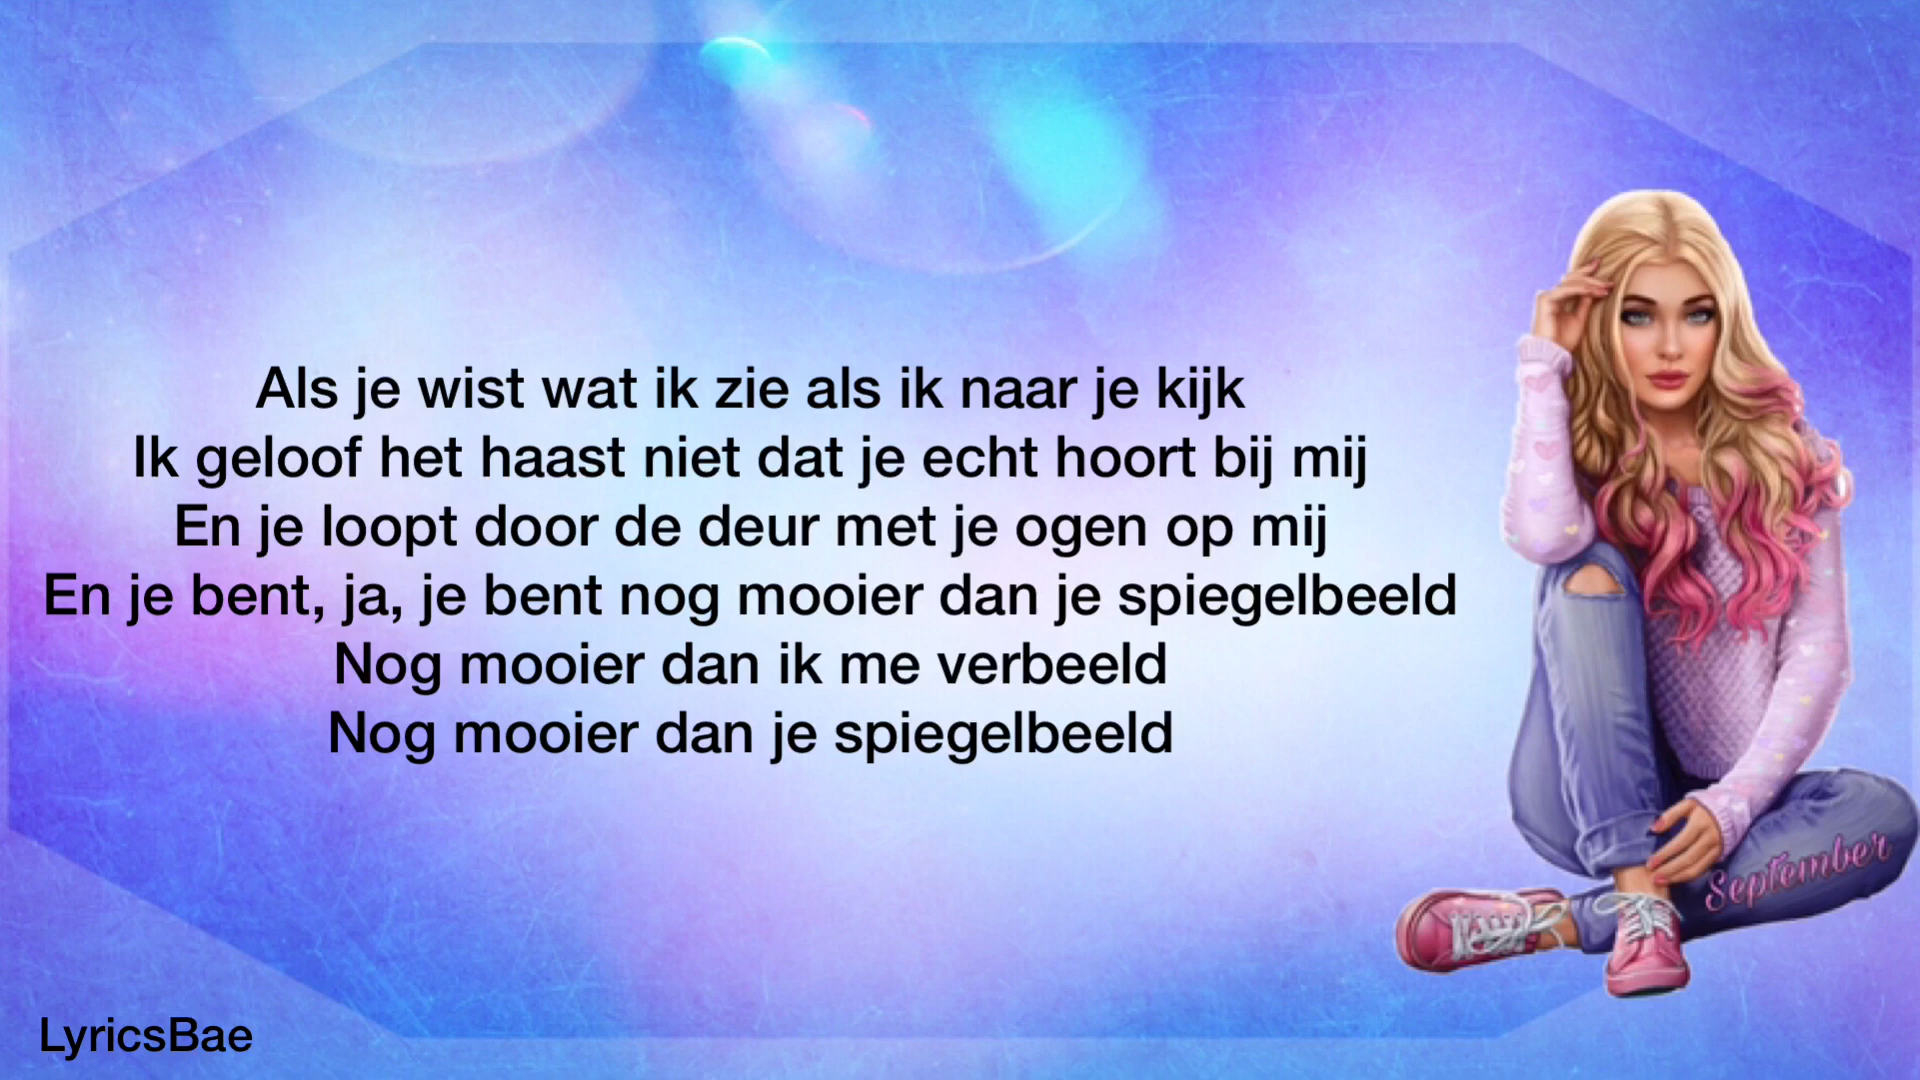 Als je wist wat ik zie als ik naar je kijk
Ik geloof het haast niet dat je echt hoort bij mij
En je loopt door de deur met je ogen op mij
En je bent, ja, je bent nog mooier dan je spiegelbeeld
Nog mooier dan ik me verbeeld
Nog mooier dan je spiegelbeeld
September
LyricsBae